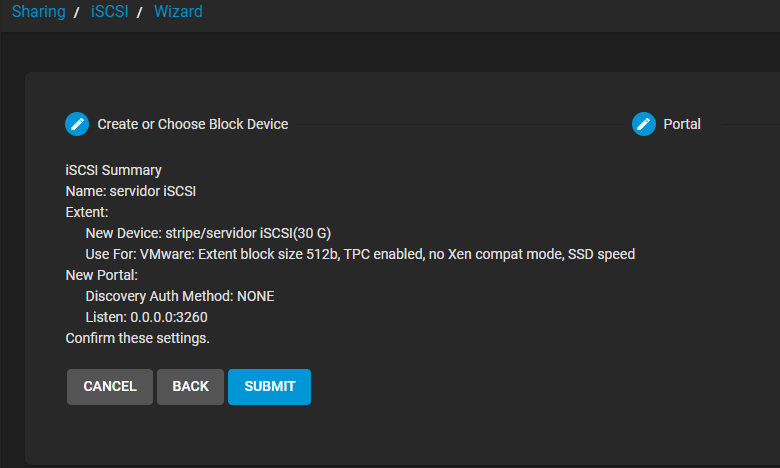 Sharing / iSCSI / Wizard
Create or Choose Block Device
Portal
iSCSI Summary
Name: servidor iSCSI
Extent:
New Device: stripe/servidor iSCSI(30 G)
Use For: VMware: Extent block size 512b, TPC enabled, no Xen compat mode, SSD speed
New Portal:
Discovery Auth Method: NONE
Listen: 0.0.0.0:3260
Confirm these settings.
CANCEL BACK SUBMIT